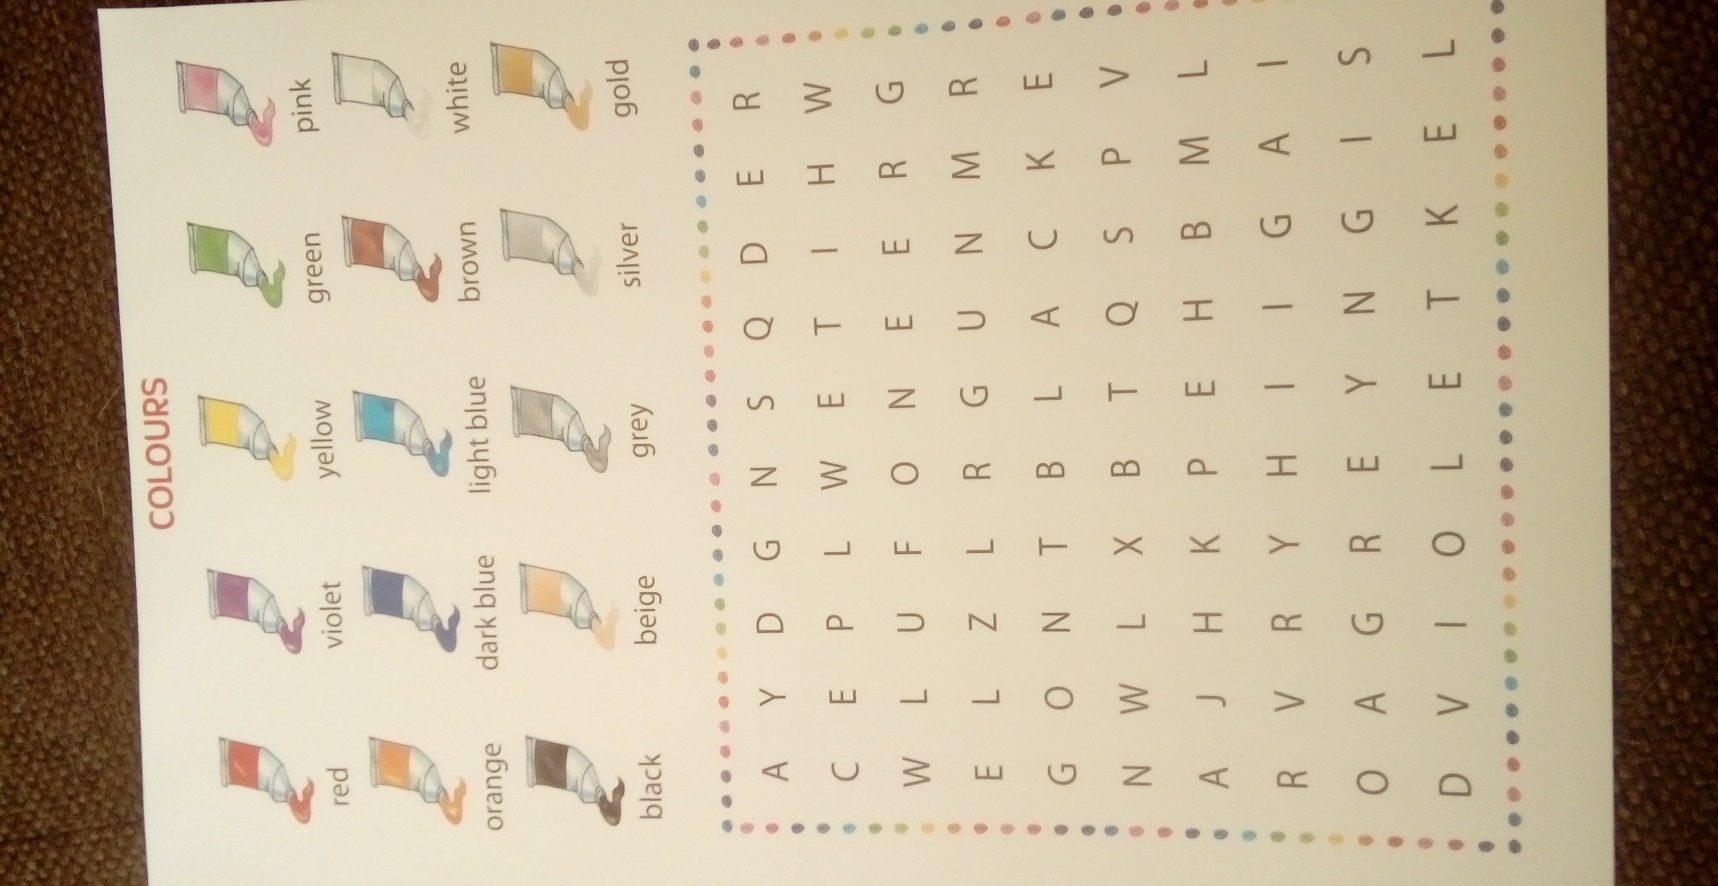 COLOURS
red violet yellow green pink
orange dark blue light blue brown white
black beige grey silver gold
A Y D G N S Q D E R
C E P L W E T I H W
W L U F O N E E R G
E L Z L R G U N M R
G O N T B L A C K E
N W L X B T Q S P V
A J H K P E H B M L
R V R Y H I I G A I
O A G R E Y N G I S
D V I O L E T K E L